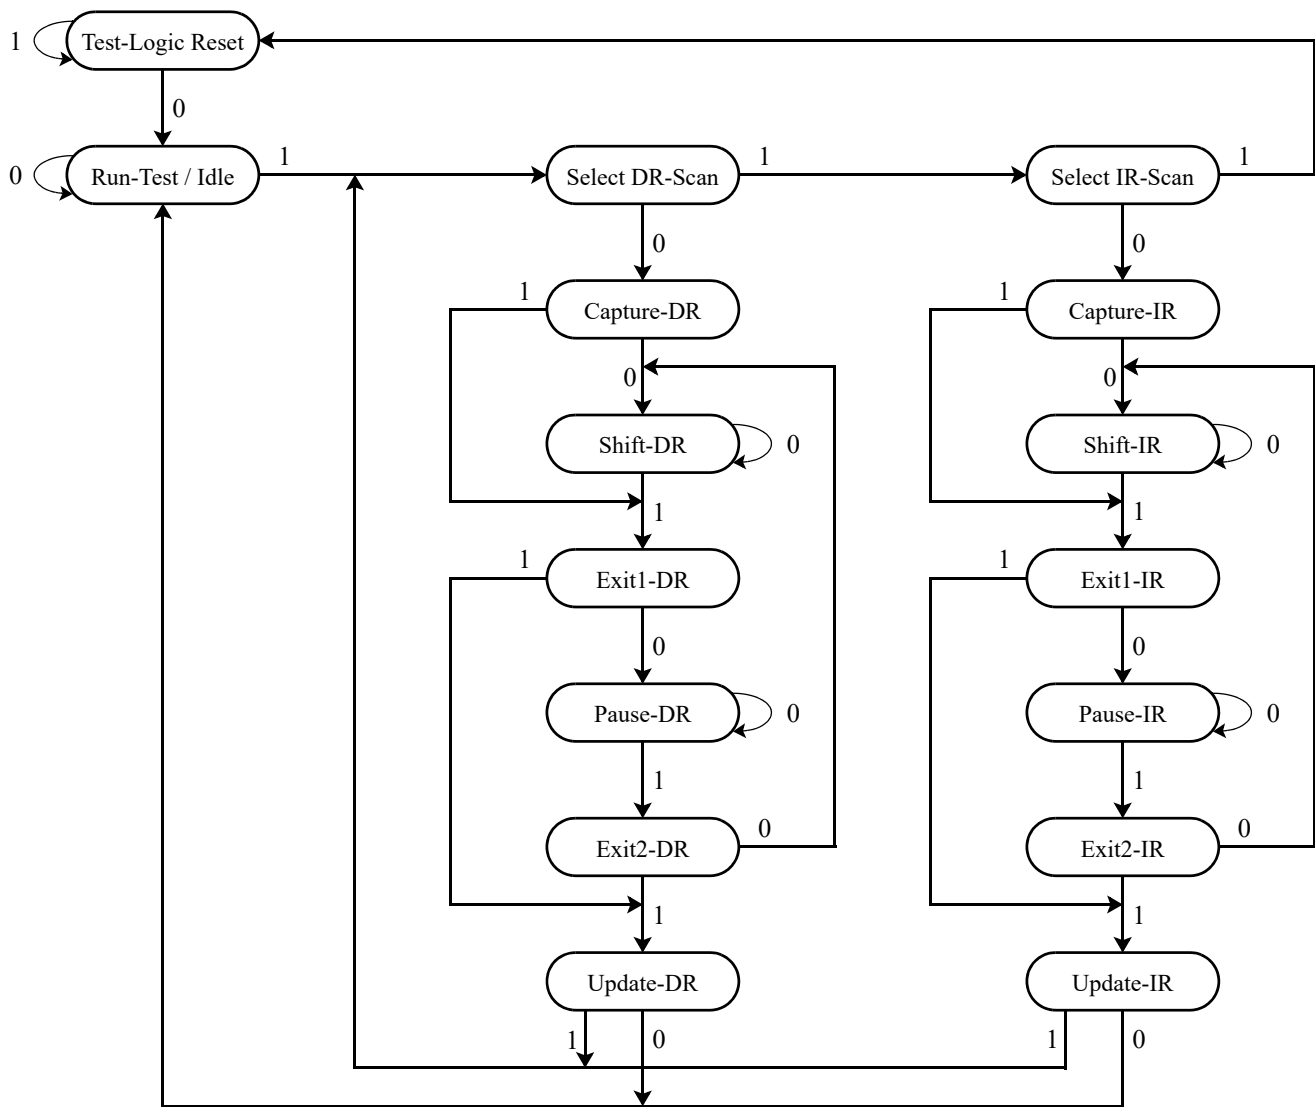 1
Test-Logic Reset
0
0
Run-Test / Idle
1
Select DR-Scan
1
Select IR-Scan
1
0
0
1
Capture-DR
1
Capture-IR
0
0
Shift-DR
0
Shift-IR
0
1
1
1
Exit1-DR
1
Exit1-IR
0
0
Pause-DR
0
Pause-IR
0
1
1
Exit2-DR
0
Exit2-IR
0
1
1
Update-DR
Update-IR
1
0
1
0